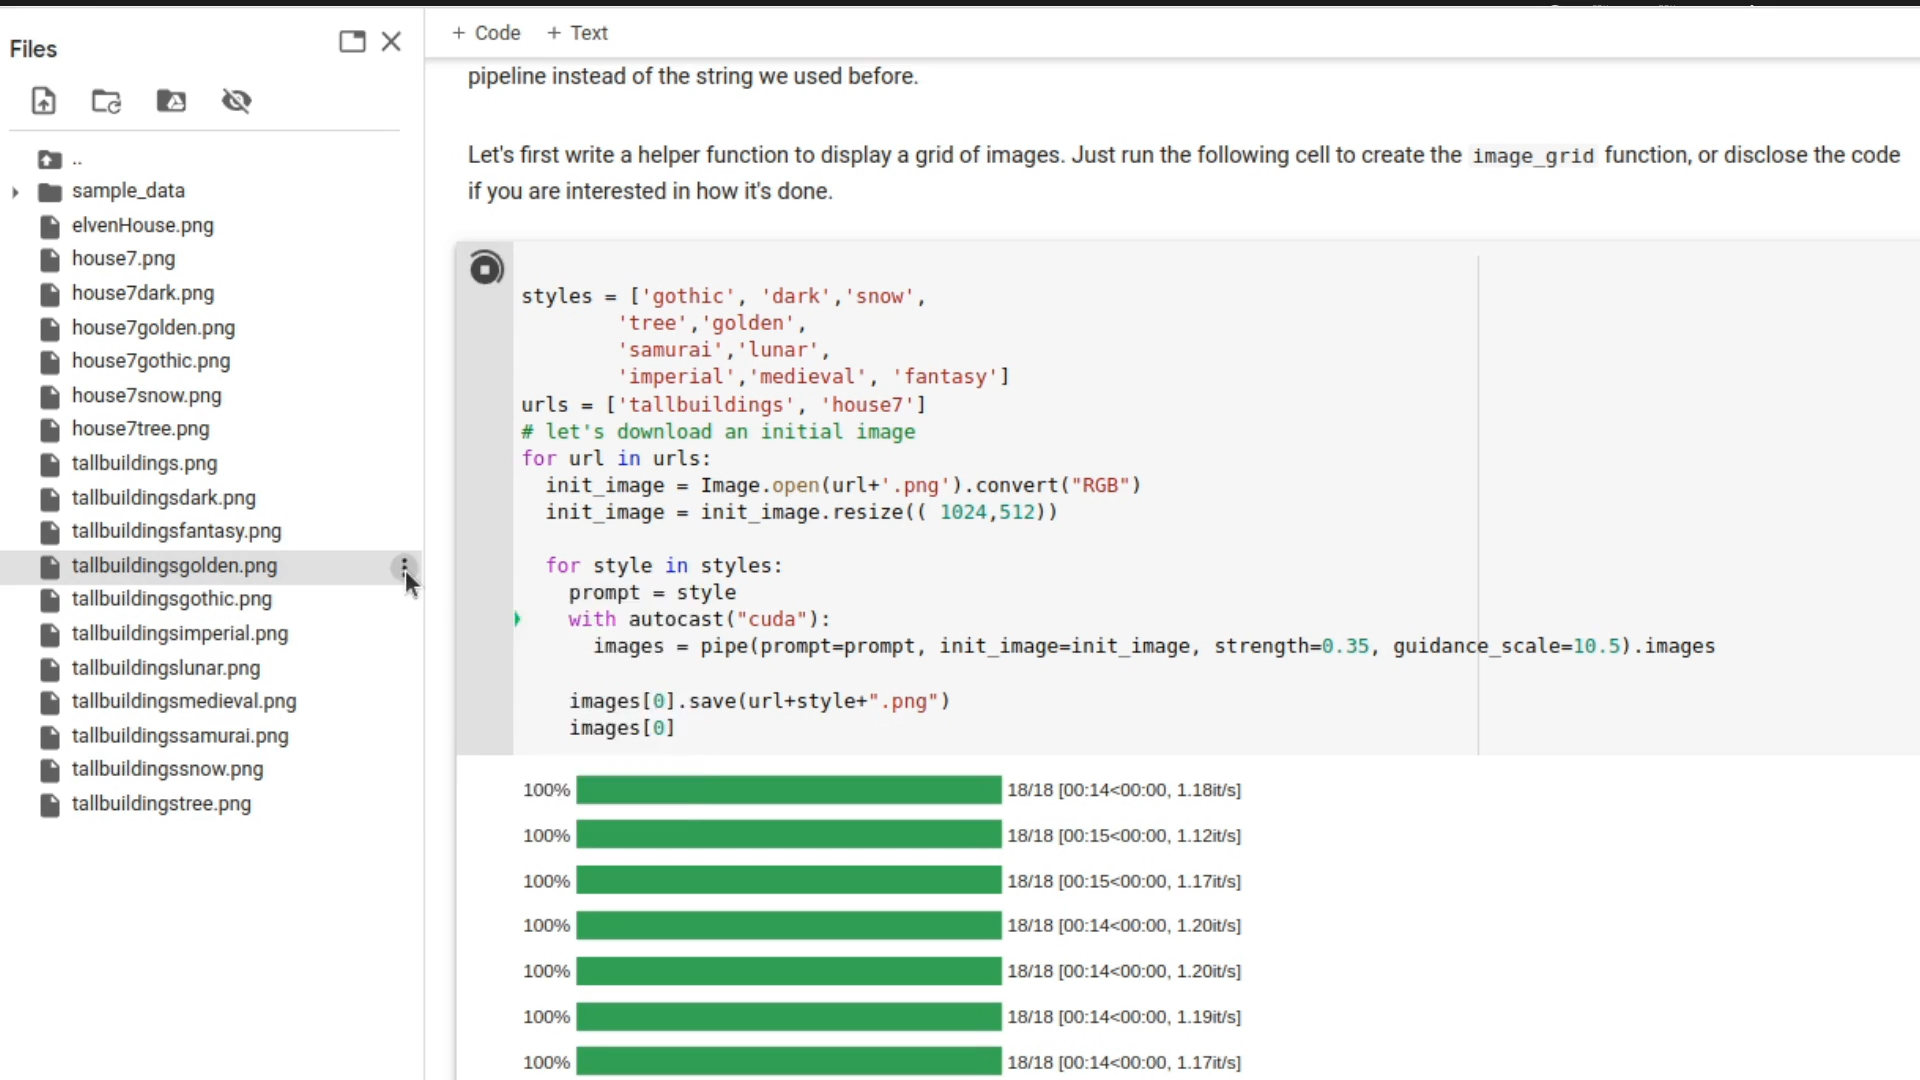 Files
..
sample_data
elvenHouse.png
house7.png
house7dark.png
house7golden.png
house7gothic.png
house7snow.png
house7tree.png
tallbuildings.png
tallbuildingsdark.png
tallbuildingsfantasy.png
tallbuildingsgolden.png
tallbuildingsgothic.png
tallbuildingsimperial.png
tallbuildingslunar.png
tallbuildingsmedieval.png
tallbuildingssamurai.png
tallbuildingssnow.png
tallbuildingstree.png
+ Code + Text
pipeline instead of the string we used before.
Let's first write a helper function to display a grid of images. Just run the following cell to create the image_grid function, or disclose the code
if you are interested in how it's done.
styles = ['gothic', 'dark','snow',
'tree','golden',
'samurai','lunar',
'imperial','medieval', 'fantasy']
urls = ['tallbuildings', 'house7']
# let's download an initial image
for url in urls:
init_image = Image.open(url+'.png').convert("RGB")
init_image = init_image.resize(( 1024,512))
for style in styles:
prompt = style
with autocast("cuda"):
images = pipe(prompt=prompt, init_image=init_image, strength=0.35, guidance_scale=10.5).images
images[0].save(url+style+".png")
images[0]
100% 18/18 [00:14<00:00, 1.18it/s]
100% 18/18 [00:15<00:00, 1.12it/s]
100% 18/18 [00:15<00:00, 1.17it/s]
100% 18/18 [00:14<00:00, 1.20it/s]
100% 18/18 [00:14<00:00, 1.20it/s]
100% 18/18 [00:14<00:00, 1.19it/s]
100% 18/18 [00:14<00:00, 1.17it/s]